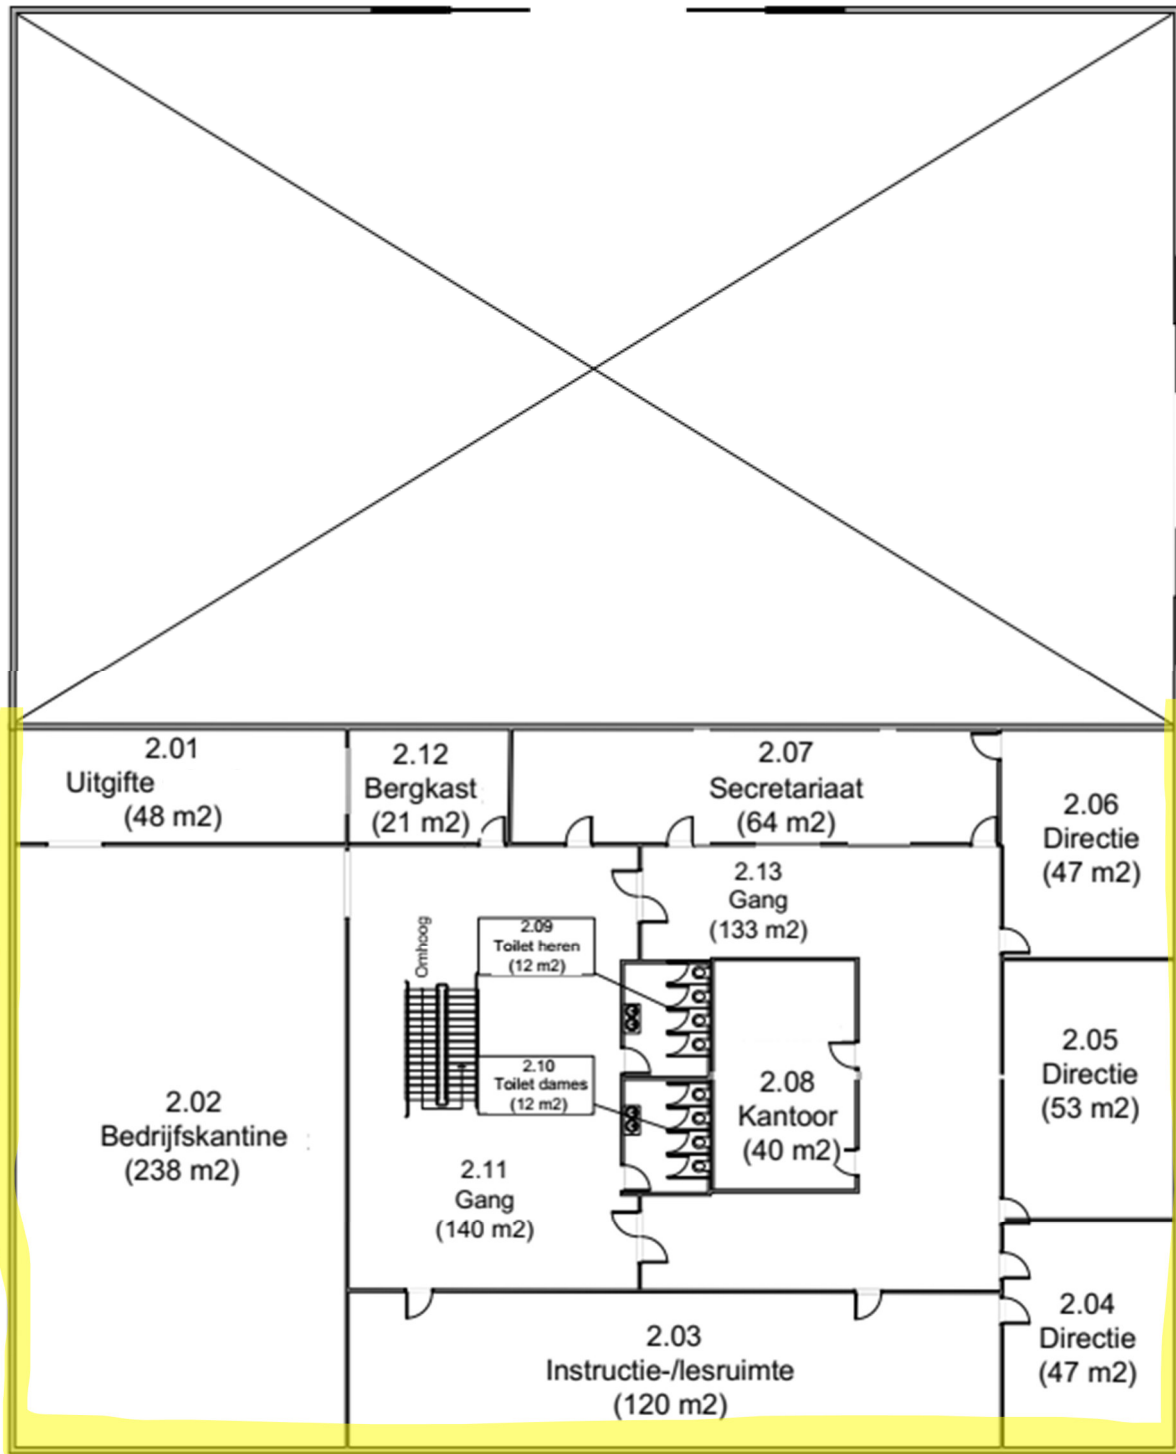 2.01
Uitgifte
(48 m2)
2.12
Bergkast
(21 m2)
2.07
Secretariaat
(64 m2)
2.06
Directie
(47 m2)
2.13
Gang
(133 m2)
Omhoog
2.09
Toilet heren
(12 m2)
2.10
Toilet dames
(12 m2)
2.08
Kantoor
(40 m2)
2.05
Directie
(53 m2)
2.02
Bedrijfskantine
(238 m2)
2.11
Gang
(140 m2)
2.04
Directie
(47 m2)
2.03
Instructie-/lesruimte
(120 m2)